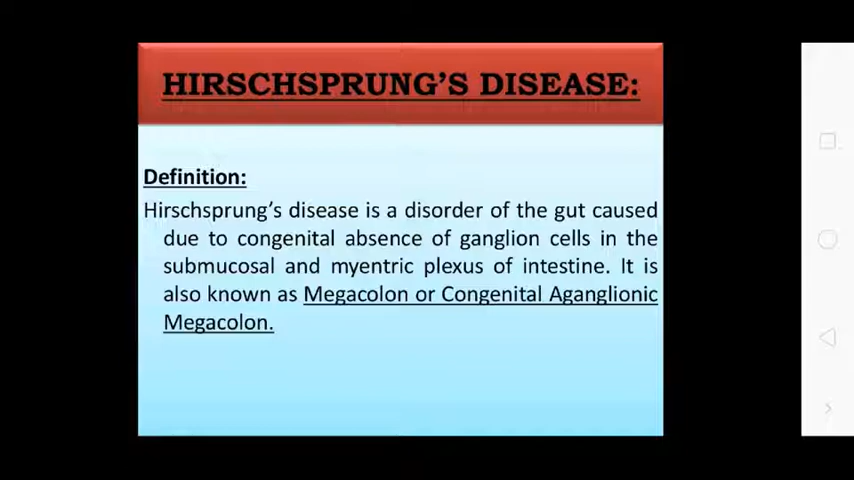 HIRSCHSPRUNG’S DISEASE:
Definition:
Hirschsprung’s disease is a disorder of the gut caused
due to congenital absence of ganglion cells in the
submucosal and myentric plexus of intestine. It is
also known as Megacolon or Congenital Aganglionic
Megacolon.